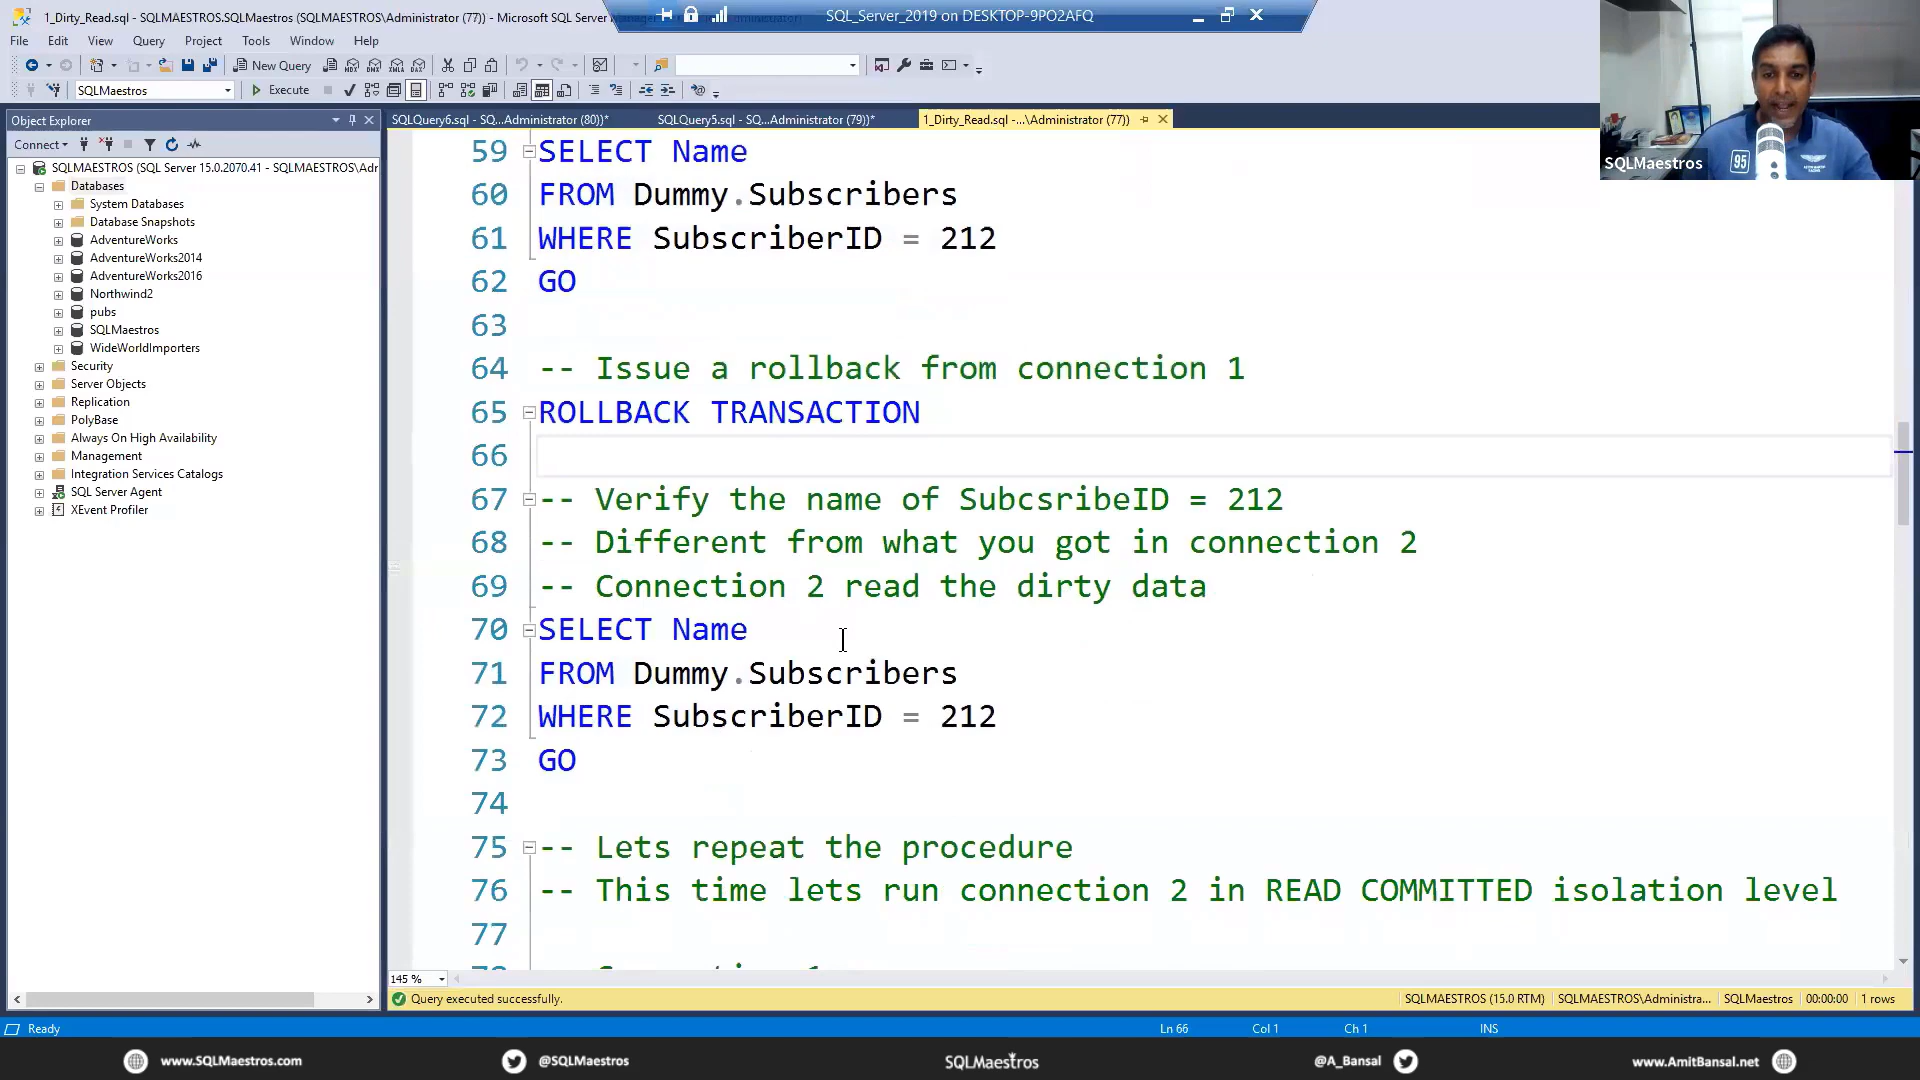 1_Dirty_Read.sql - SQLMAESTROS.SQLMaestros (SQLMAESTROS\Administrator (77)) - Microsoft SQL Server
SQL_Server_2019 on DESKTOP-9PO2AFQ
File Edit View Query Project Tools Window Help
New Query
SQLMaestros Execute
Object Explorer
SQLQuery6.sql - SQ...Administrator (80))* SQLQuery5.sql - SQ...Administrator (79))* 1_Dirty_Read.sql -...\Administrator (77))
Connect
SQLMAESTROS (SQL Server 15.0.2070.41 - SQLMAESTROS\Adr
Databases
System Databases
Database Snapshots
AdventureWorks
AdventureWorks2014
AdventureWorks2016
Northwind2
pubs
SQLMaestros
WideWorldImporters
Security
Server Objects
Replication
PolyBase
Always On High Availability
Management
Integration Services Catalogs
SQL Server Agent
XEvent Profiler
59 SELECT Name
60 FROM Dummy.Subscribers
61 WHERE SubscriberID = 212
62 GO
63
64 -- Issue a rollback from connection 1
65 ROLLBACK TRANSACTION
66
67 -- Verify the name of SubcsribeID = 212
68 -- Different from what you got in connection 2
69 -- Connection 2 read the dirty data
70 SELECT Name
71 FROM Dummy.Subscribers
72 WHERE SubscriberID = 212
73 GO
74
75 -- Lets repeat the procedure
76 -- This time lets run connection 2 in READ COMMITTED isolation level
77
SQLMaestros
95
145 %
Query executed successfully. SQLMAESTROS (15.0 RTM) SQLMAESTROS\Administra... SQLMaestros 00:00:00 1 rows
Ready Ln 66 Col 1 Ch 1 INS
www.SQLMaestros.com @SQLMaestros SQLMaestros @A_Bansal www.AmitBansal.net